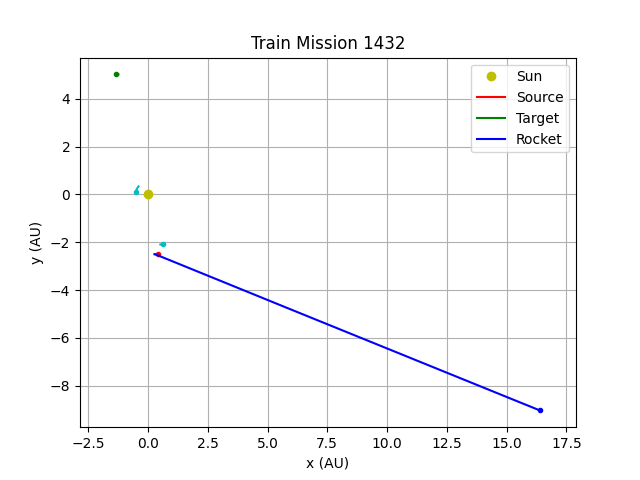 Train Mission 1432
Sun
Source
Target
Rocket
4
2
0
−2
−4
−6
−8
y (AU)
−2.5 0.0 2.5 5.0 7.5 10.0 12.5 15.0 17.5
x (AU)